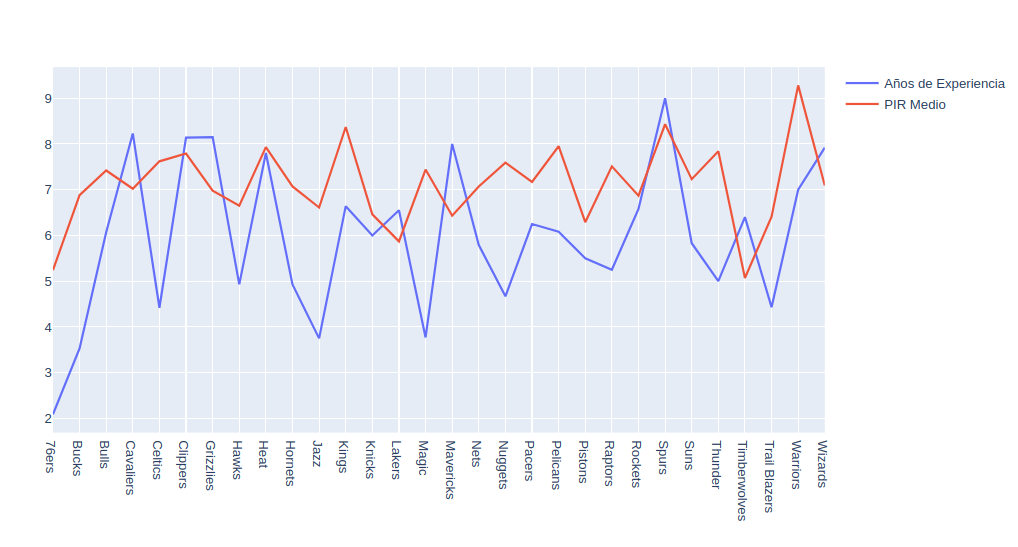 Años de Experiencia
PIR Medio
9
8
7
6
5
4
3
2
76ers
Bucks
Bulls
Cavaliers
Celtics
Clippers
Grizzlies
Hawks
Heat
Hornets
Jazz
Kings
Knicks
Lakers
Magic
Mavericks
Nets
Nuggets
Pacers
Pelicans
Pistons
Raptors
Rockets
Spurs
Suns
Thunder
Timberwolves
Trail Blazers
Warriors
Wizards